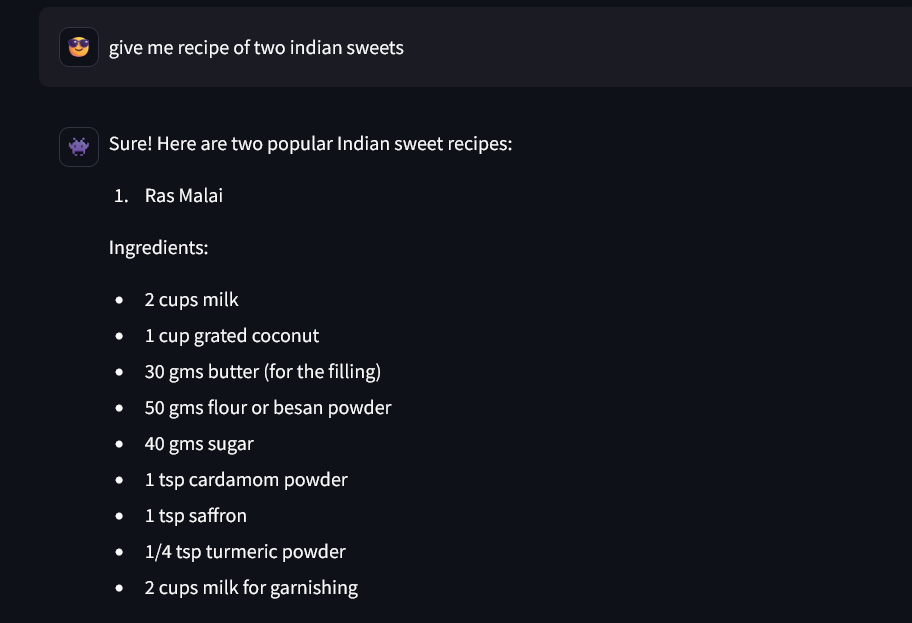 give me recipe of two indian sweets
Sure! Here are two popular Indian sweet recipes:
1. Ras Malai
Ingredients:
• 2 cups milk
• 1 cup grated coconut
• 30 gms butter (for the filling)
• 50 gms flour or besan powder
• 40 gms sugar
• 1 tsp cardamom powder
• 1 tsp saffron
• 1/4 tsp turmeric powder
• 2 cups milk for garnishing